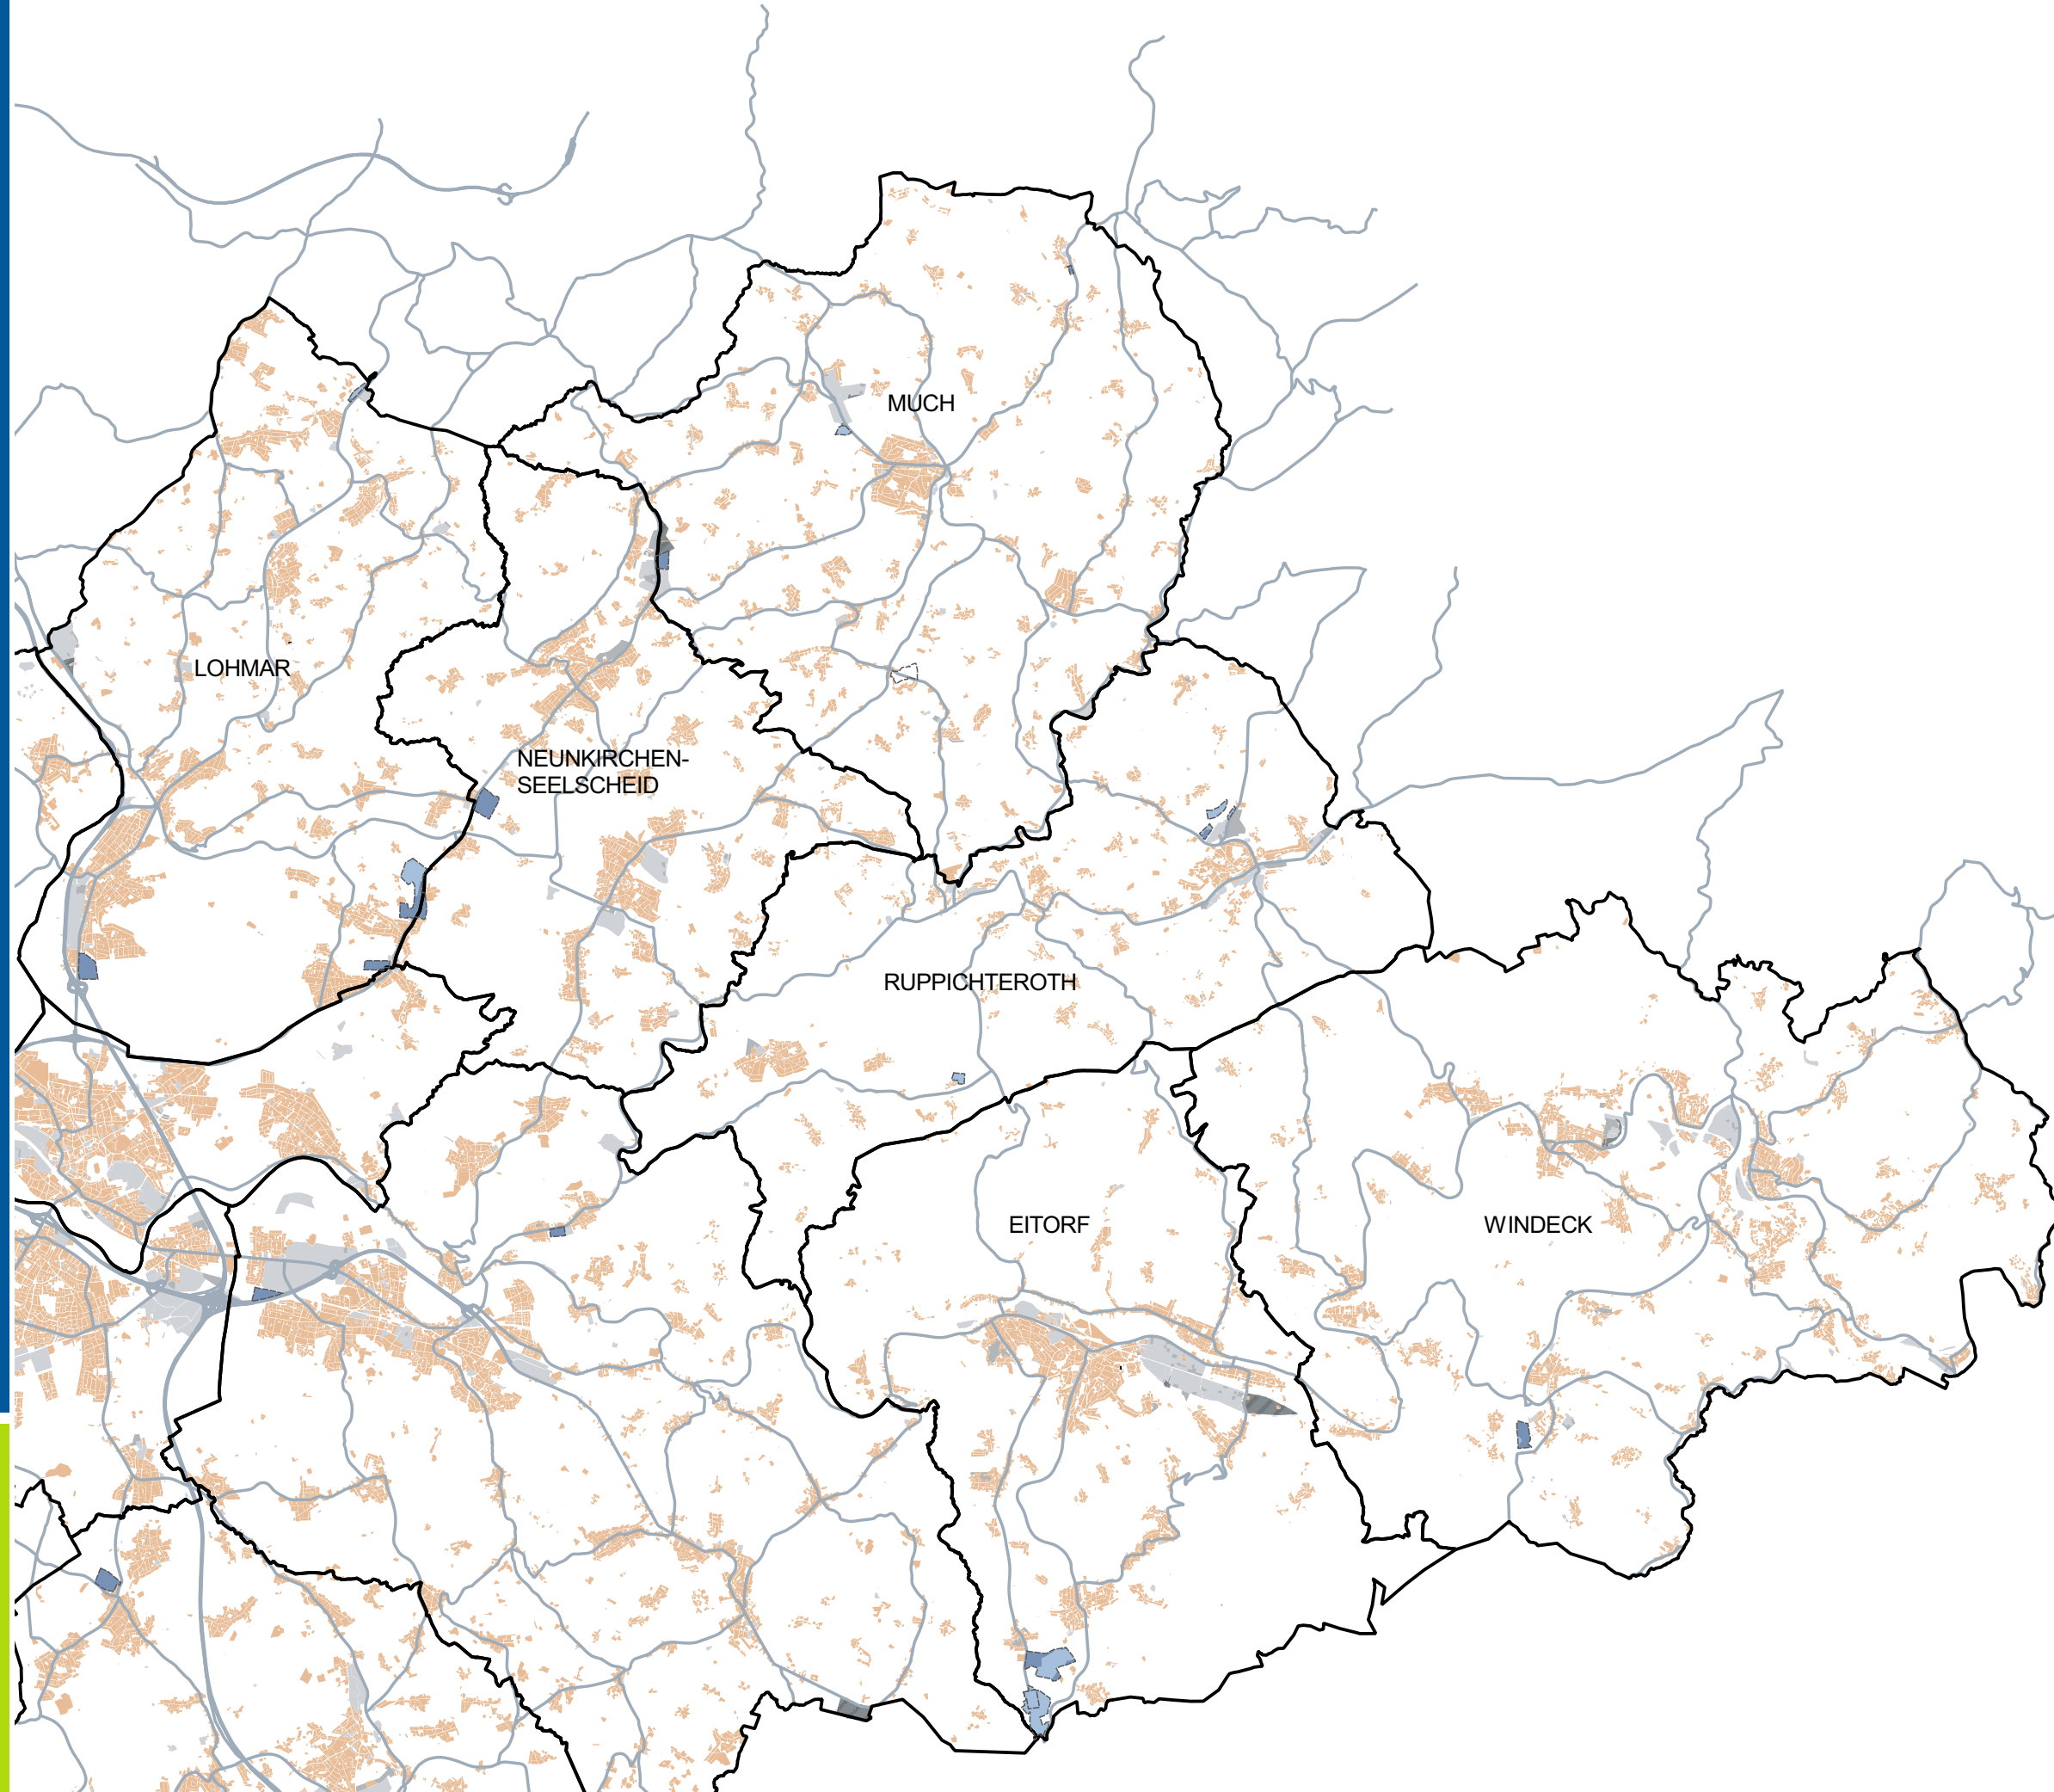 MUCH
LOHMAR
NEUNKIRCHEN-
SEELSCHEID
RUPPICHTEROTH
EITORF
WINDECK